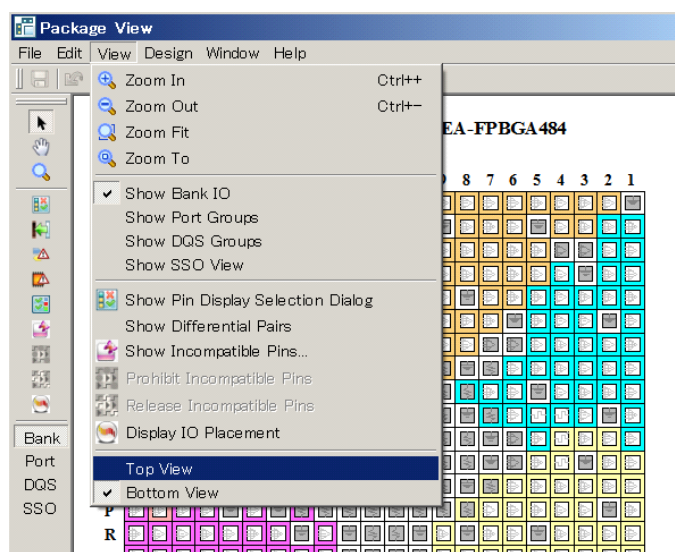 Package View
File Edit View Design Window Help
Zoom In Ctrl++
Zoom Out Ctrl+-
Zoom Fit
Zoom To
EA-FPBGA484
8 7 6 5 4 3 2 1
Show Bank IO
Show Port Groups
Show DQS Groups
Show SSO View
Show Pin Display Selection Dialog
Show Differential Pairs
Show Incompatible Pins...
Prohibit Incompatible Pins
Release Incompatible Pins
Display IO Placement
Top View
Bottom View
Bank
Port
DQS
SSO
P
R